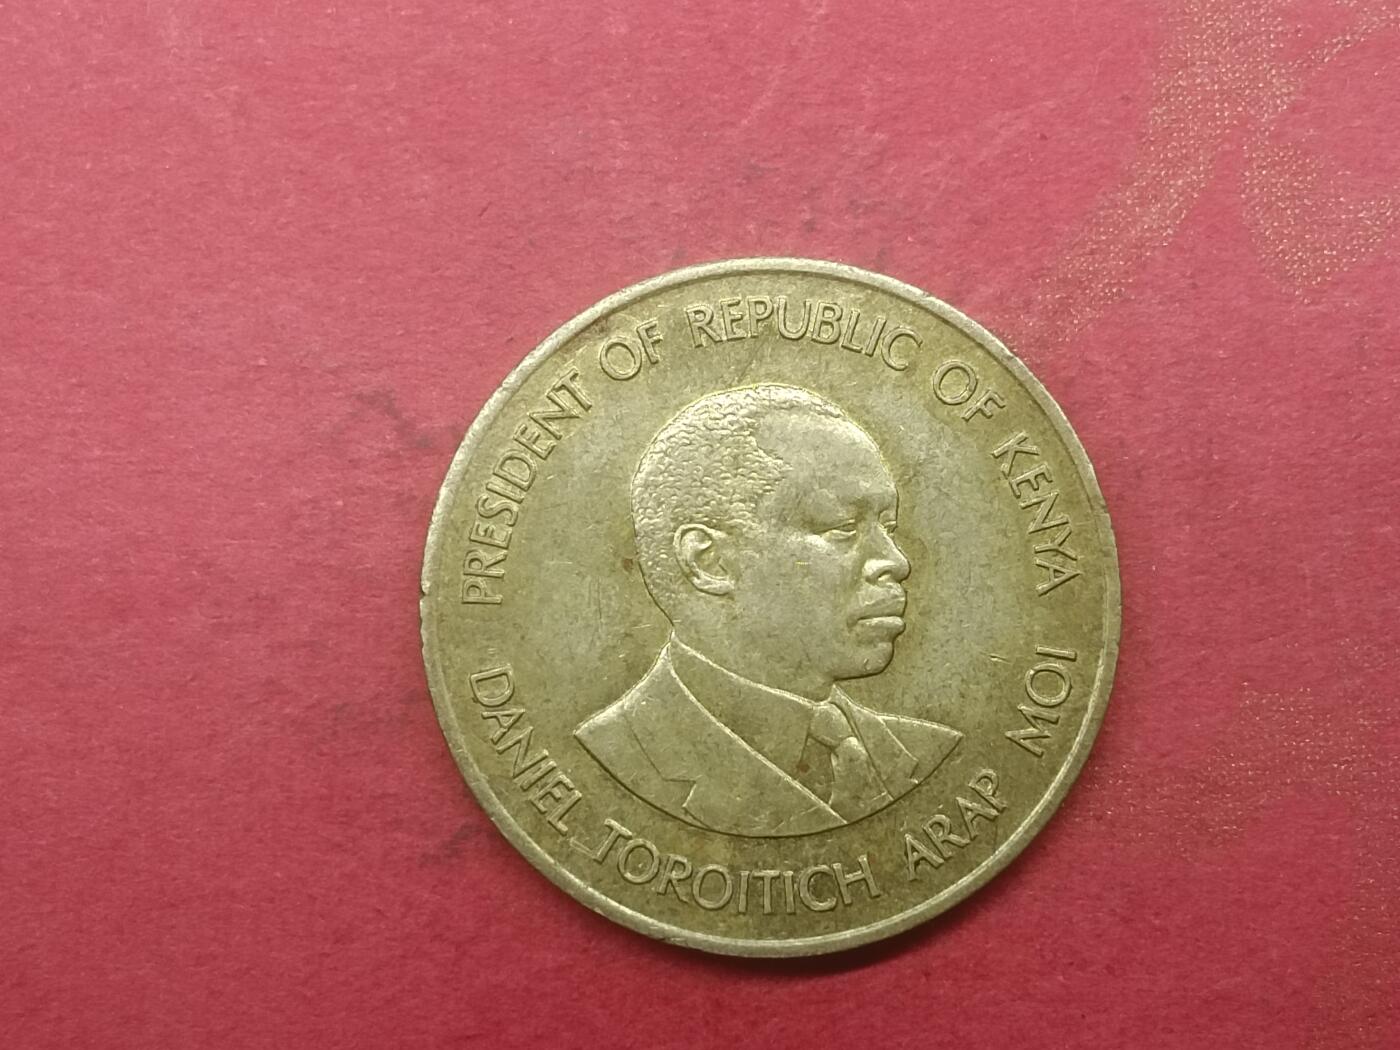 PRESIDENT OF REPUBLIC OF KENYA
DANIEL TOROITICH ARAP MOI